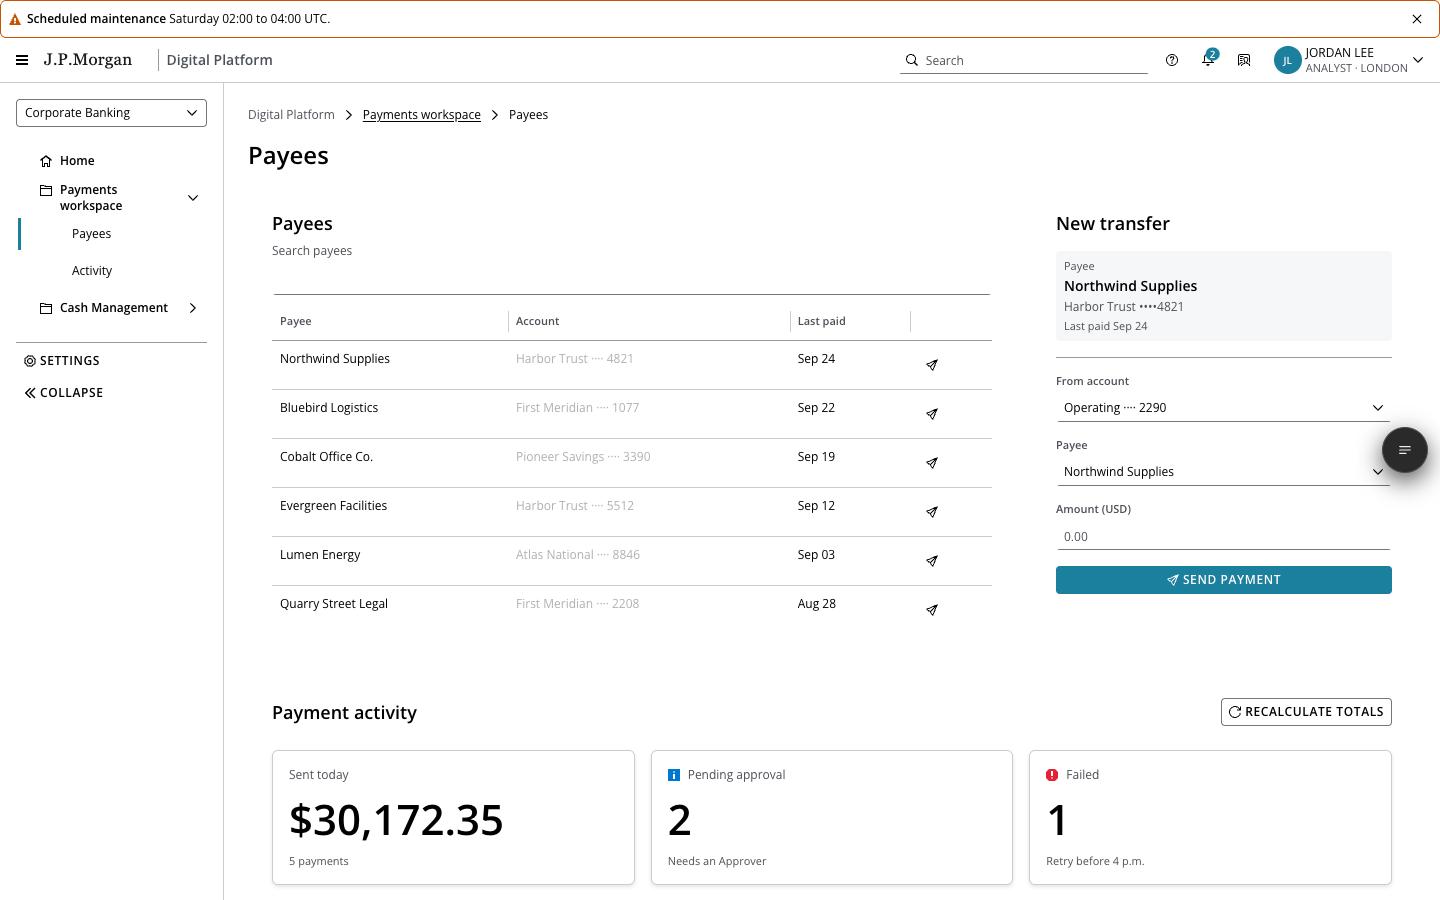 Scheduled maintenance Saturday 02:00 to 04:00 UTC.
J.P.Morgan
Digital Platform
Search
2
JL
JORDAN LEE
ANALYST · LONDON
Corporate Banking
Home
Payments workspace
Payees
Activity
Cash Management
SETTINGS
COLLAPSE
Digital Platform > Payments workspace > Payees
Payees
Payees
Search payees
Payee Account Last paid
Northwind Supplies Harbor Trust ···· 4821 Sep 24
Bluebird Logistics First Meridian ···· 1077 Sep 22
Cobalt Office Co. Pioneer Savings ···· 3390 Sep 19
Evergreen Facilities Harbor Trust ···· 5512 Sep 12
Lumen Energy Atlas National ···· 8846 Sep 03
Quarry Street Legal First Meridian ···· 2208 Aug 28
New transfer
Payee
Northwind Supplies
Harbor Trust ••••4821
Last paid Sep 24
From account
Operating ···· 2290
Payee
Northwind Supplies
Amount (USD)
0.00
SEND PAYMENT
Payment activity
RECALCULATE TOTALS
Sent today
$30,172.35
5 payments
Pending approval
2
Needs an Approver
Failed
1
Retry before 4 p.m.